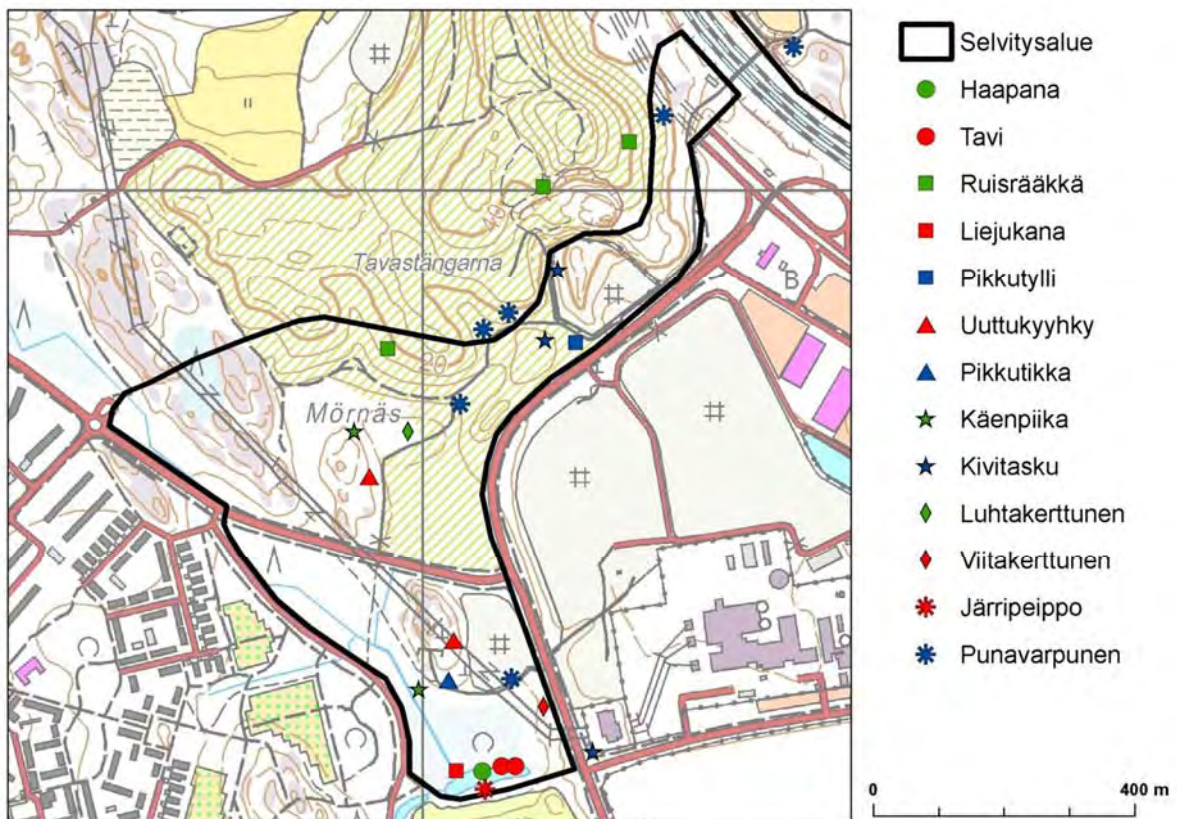 Tavastängarna
40
20
Mörnäs
B
Selvitysalue
Haapana
Tavi
Ruisrääkkä
Liejukana
Pikkutylli
Uuttukyyhky
Pikkutikka
Käenpiika
Kivitasku
Luhtakerttunen
Viitakerttunen
Järripeippo
Punavarpunen
0 400 m